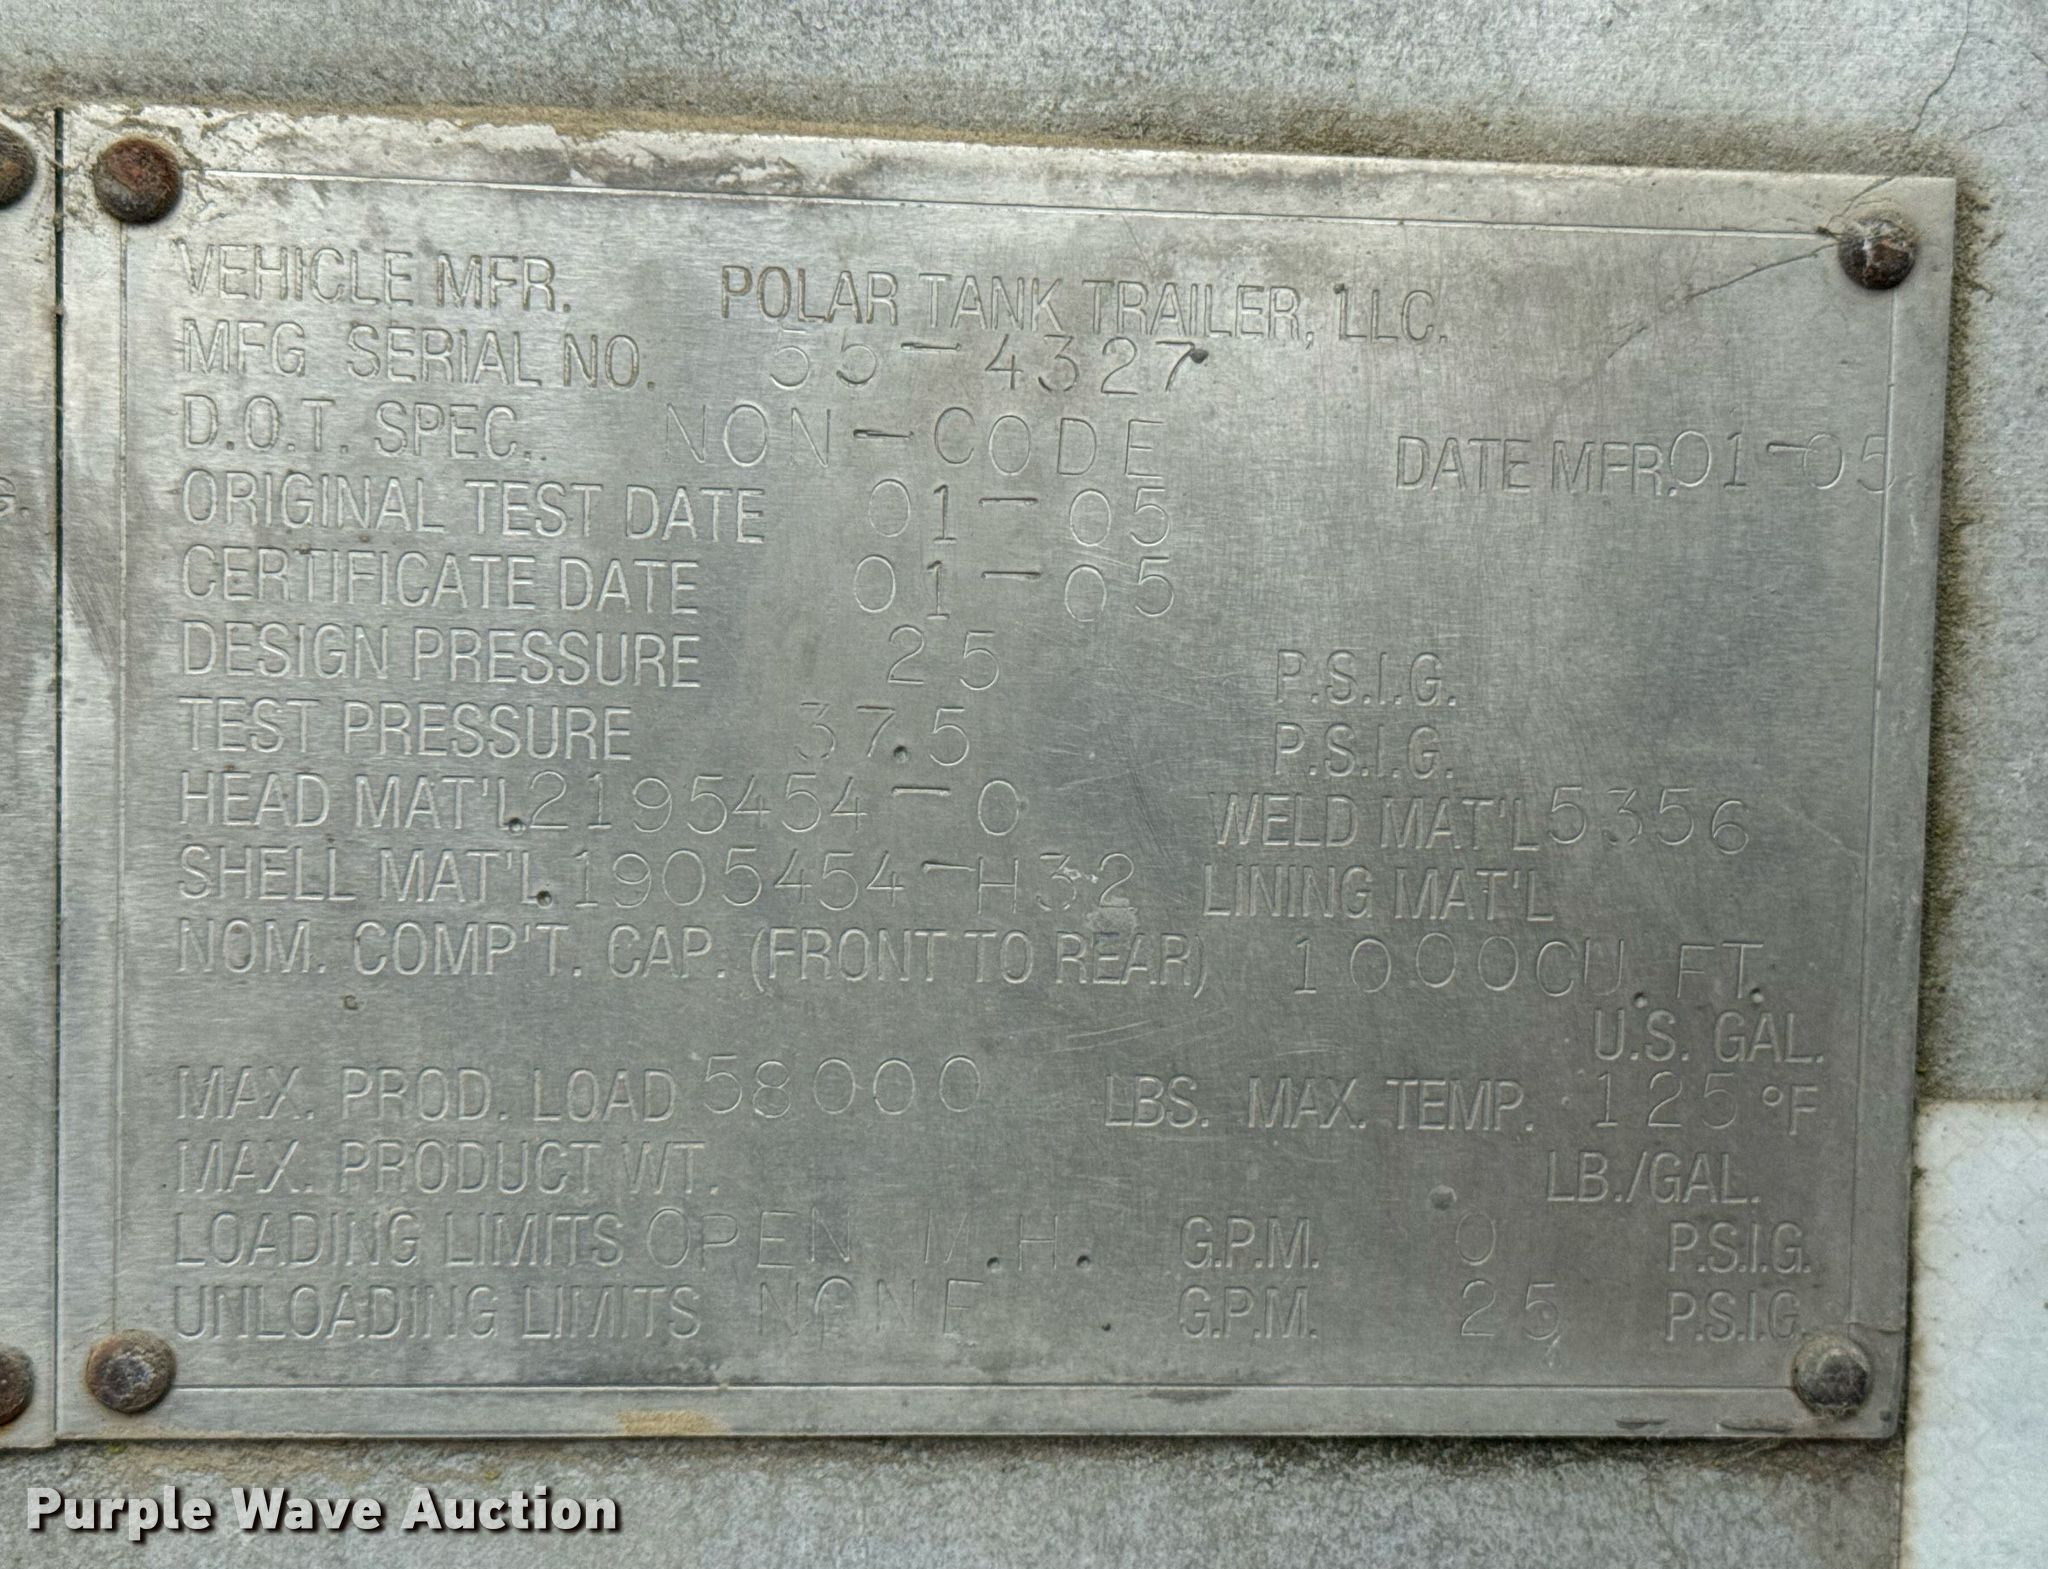 VEHICLE MFR. POLAR TANK TRAILER, LLC.
MFG SERIAL NO. 55-4327
D.O.T. SPEC.. NON-CODE DATE MFR. 01-05
G.
ORIGINAL TEST DATE 01-05
CERTIFICATE DATE 01-05
DESIGN PRESSURE 25 P.S.I.G.
TEST PRESSURE 37.5 P.S.I.G.
HEAD MAT'L. 2195454-0 WELD MAT'L 5356
SHELL MAT'L. 1905454-H32 LINING MAT'L
NOM. COMP'T. CAP. (FRONT TO REAR) 1000CU. FT.
U.S. GAL.
MAX. PROD. LOAD 58000 LBS. MAX. TEMP. 125 °F
MAX. PRODUCT WT. LB./GAL.
LOADING LIMITS OPEN M.H. G.P.M. 0 P.S.I.G.
UNLOADING LIMITS NONE G.P.M. 25 P.S.I.G.
Purple Wave Auction